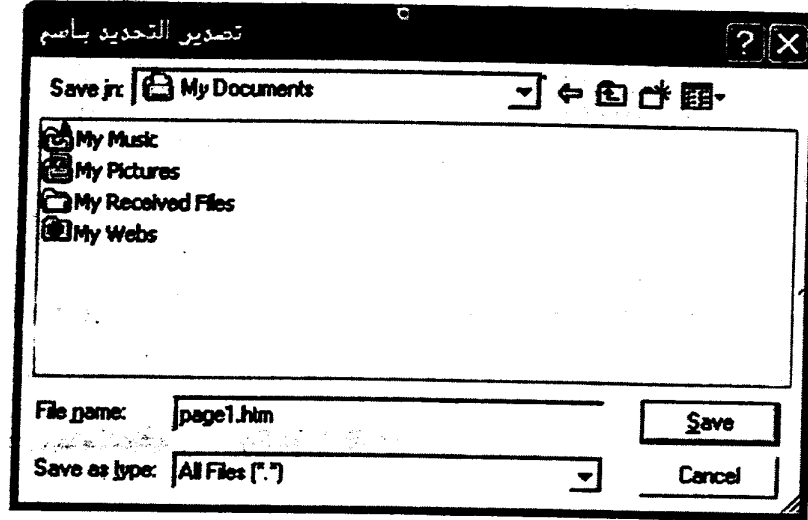 تصدير التحديد باسم
Save in: My Documents
My Music
My Pictures
My Received Files
My Webs
File name: page1.htm Save
Save as type: All Files (*.*) Cancel